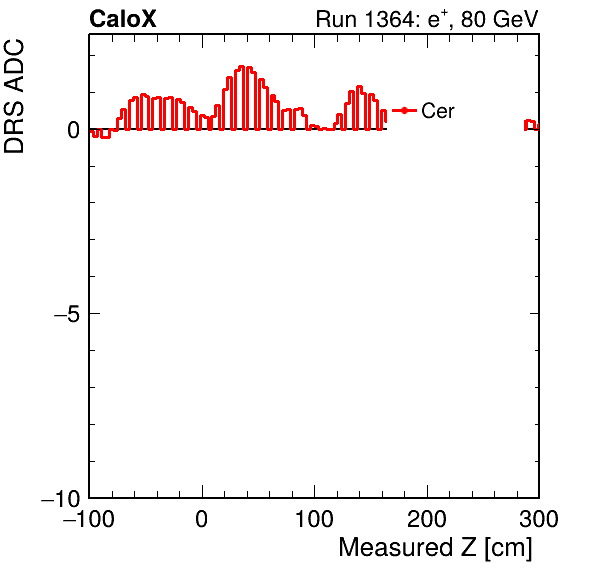 CaloX Run 1364: e⁺, 80 GeV
DRS ADC
Cer
0
−5
−10
−100 0 100 200 300
Measured Z [cm]